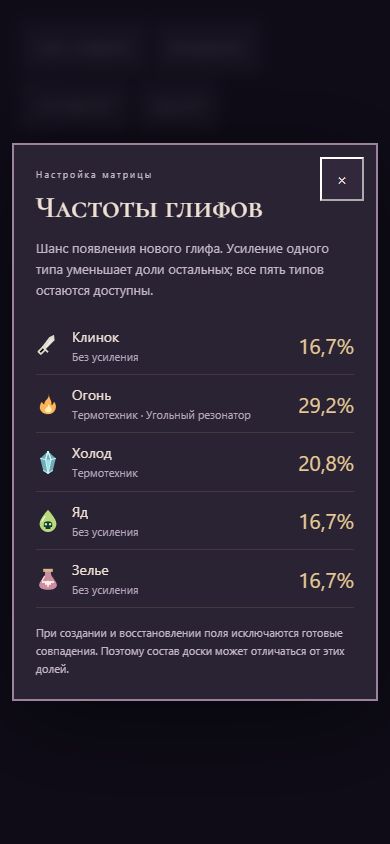 Настройка матрицы
×
Частоты глифов
Шанс появления нового глифа. Усиление одного
типа уменьшает доли остальных; все пять типов
остаются доступны.
Клинок
Без усиления
16,7%
Огонь
Термотехник · Угольный резонатор
29,2%
Холод
Термотехник
20,8%
Яд
Без усиления
16,7%
Зелье
Без усиления
16,7%
При создании и восстановлении поля исключаются готовые
совпадения. Поэтому состав доски может отличаться от этих
долей.